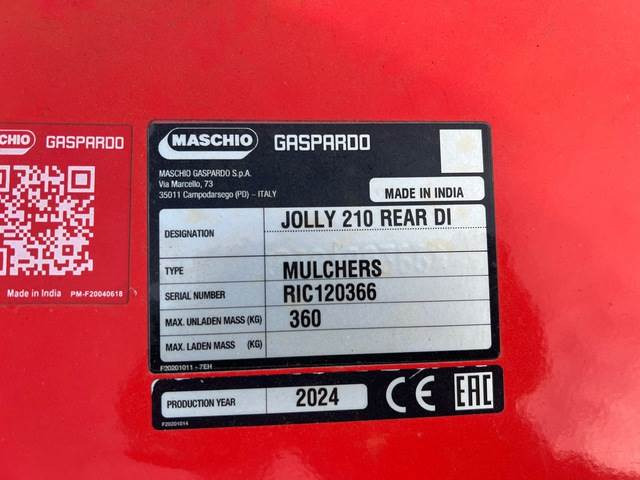 CHIO GASPARDO
Made in India PM-F20040618
MASCHIO GASPARDO
MASCHIO GASPARDO S.p.A.
Via Marcello, 73
35011 Campodarsego (PD) - ITALY
MADE IN INDIA
DESIGNATION JOLLY 210 REAR DI
TYPE MULCHERS
SERIAL NUMBER RIC120366
MAX. UNLADEN MASS (KG) 360
MAX. LADEN MASS (KG)
F20201011 - 7EH
PRODUCTION YEAR 2024 CE EAC
F20201014